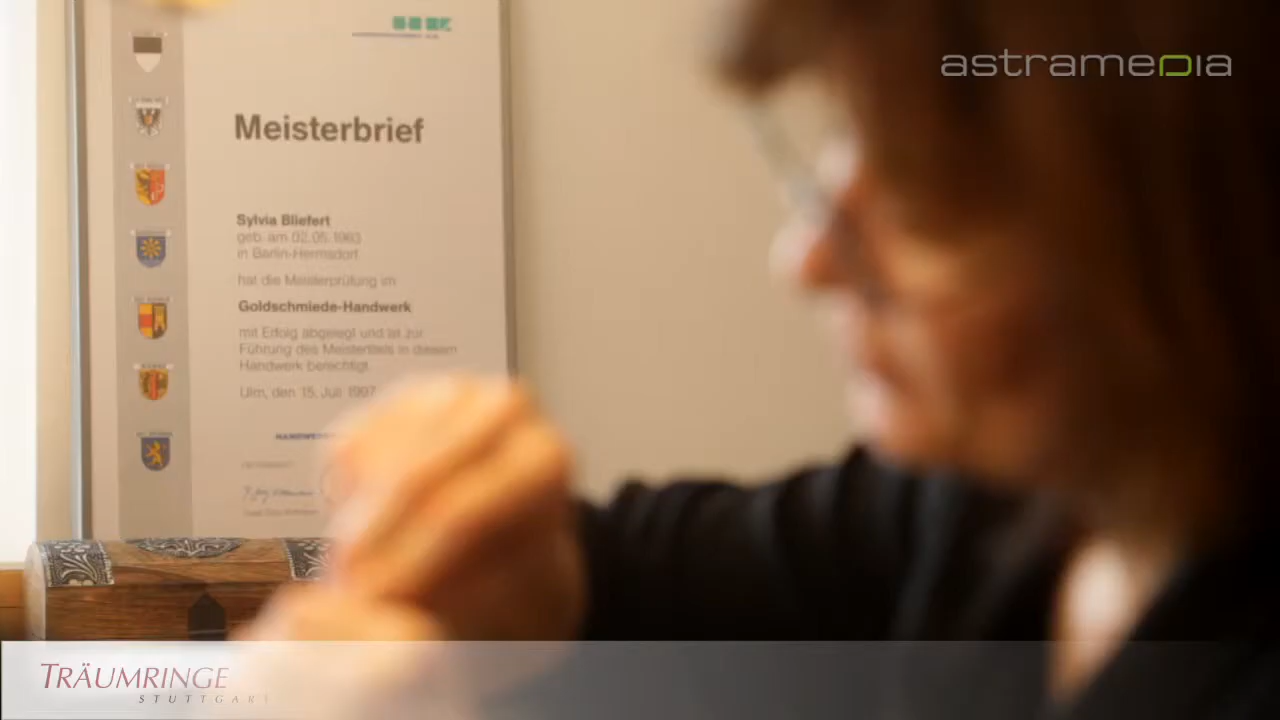 astramedia
Meisterbrief
Sylvia Bliefert
geb. am 02.05.1963
in Berlin-Hermsdorf
hat die Meisterprüfung im
Goldschmiede-Handwerk
mit Erfolg abgelegt und ist zur
Führung des Meistertitels in diesem
Handwerk berechtigt.
Ulm, den 15. Juli 1997
TRÄUMRINGE
STUTTGART